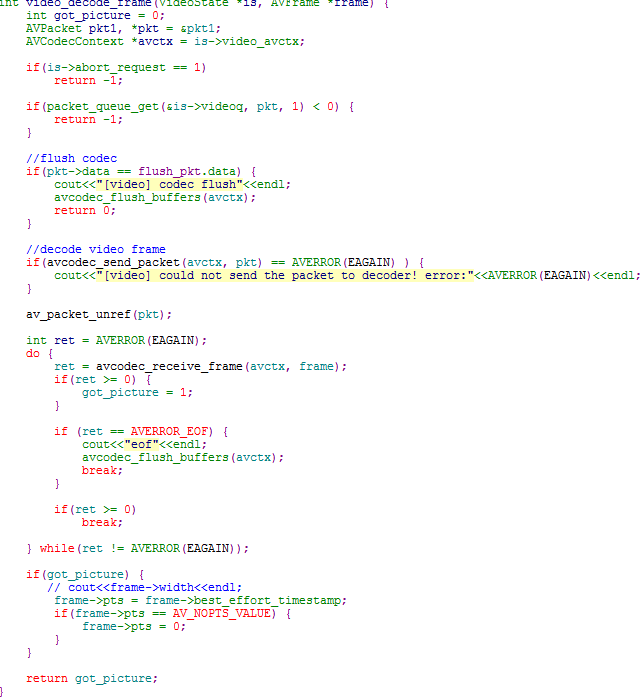 int video_decode_frame(VideoState *is, AVFrame *frame) {
    int got_picture = 0;
    AVPacket pkt1, *pkt = &pkt1;
    AVCodecContext *avctx = is->video_avctx;

    if(is->abort_request == 1)
        return -1;

    if(packet_queue_get(&is->videoq, pkt, 1) < 0) {
        return -1;
    }

    //flush codec
    if(pkt->data == flush_pkt.data) {
        cout<<"[video] codec flush"<<endl;
        avcodec_flush_buffers(avctx);
        return 0;
    }

    //decode video frame
    if(avcodec_send_packet(avctx, pkt) == AVERROR(EAGAIN) ) {
        cout<<"[video] could not send the packet to decoder! error:"<<AVERROR(EAGAIN)<<endl;
    }

    av_packet_unref(pkt);

    int ret = AVERROR(EAGAIN);
    do {
        ret = avcodec_receive_frame(avctx, frame);
        if(ret >= 0) {
            got_picture = 1;
        }

        if (ret == AVERROR_EOF) {
            cout<<"eof"<<endl;
            avcodec_flush_buffers(avctx);
            break;
        }

        if(ret >= 0)
            break;

    } while(ret != AVERROR(EAGAIN));

    if(got_picture) {
       // cout<<frame->width<<endl;
        frame->pts = frame->best_effort_timestamp;
        if(frame->pts == AV_NOPTS_VALUE) {
            frame->pts = 0;
        }
    }

    return got_picture;
}